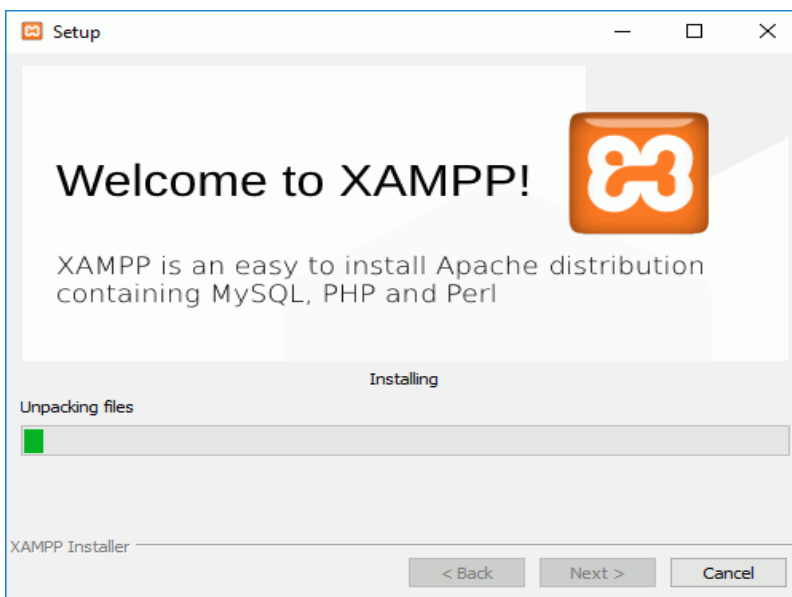 Setup
Welcome to XAMPP!
XAMPP is an easy to install Apache distribution
containing MySQL, PHP and Perl
Installing
Unpacking files
XAMPP Installer
< Back Next > Cancel